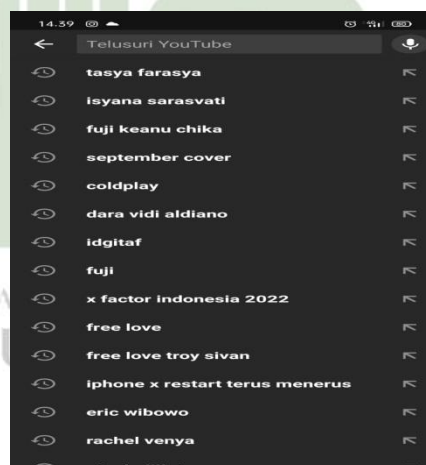 14.39
Telusuri YouTube
tasya farasya
isyana sarasvati
fuji keanu chika
september cover
coldplay
dara vidi aldiano
idgitaf
fuji
x factor indonesia 2022
free love
free love troy sivan
iphone x restart terus menerus
eric wibowo
rachel venya